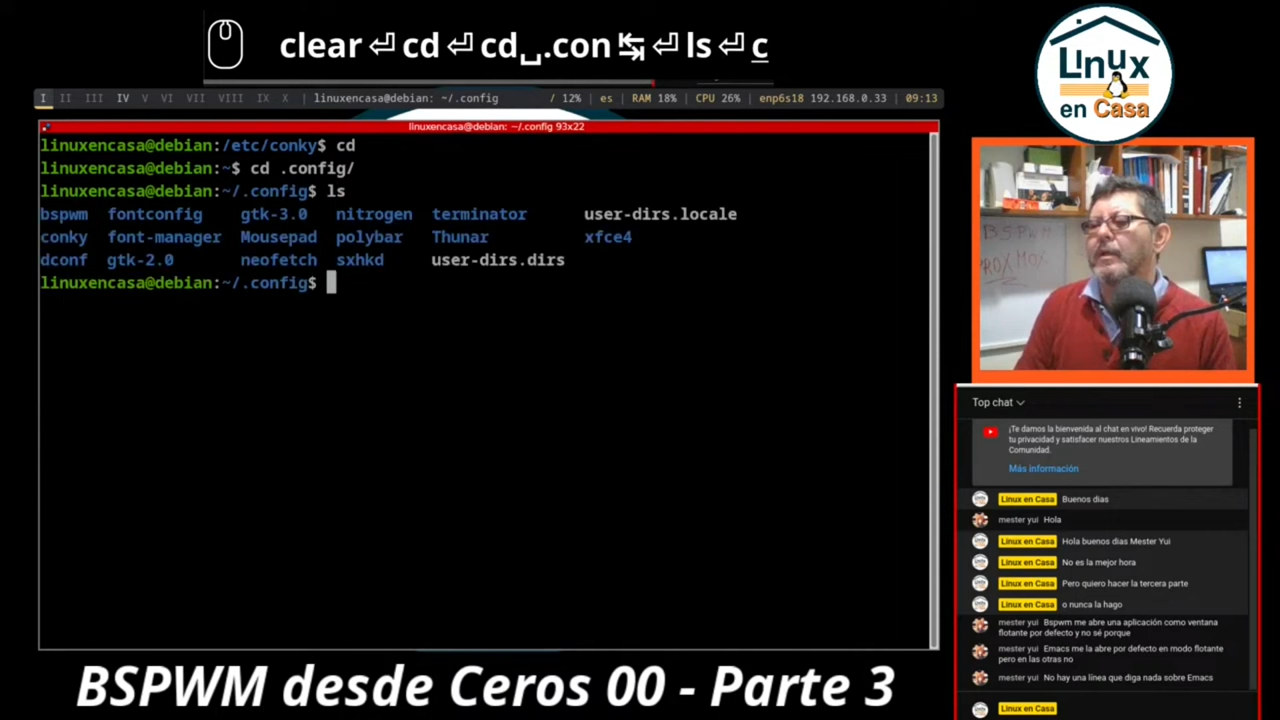 clear⏎cd⏎cd␣.con↹⏎ls⏎c
Linux
en Casa
I II III IV V VI VII VIII IX X | linuxencasa@debian: ~/.config / 12% | es | RAM 18% | CPU 26% | enp6s18 192.168.0.33 | 09:13
linuxencasa@debian: ~/.config 93x22
linuxencasa@debian:/etc/conky$ cd
linuxencasa@debian:~$ cd .config/
linuxencasa@debian:~/.config$ ls
bspwm fontconfig gtk-3.0 nitrogen terminator user-dirs.locale
conky font-manager Mousepad polybar Thunar xfce4
dconf gtk-2.0 neofetch sxhkd user-dirs.dirs
linuxencasa@debian:~/.config$
BSPWM
PROXMOX
Top chat
¡Te damos la bienvenida al chat en vivo! Recuerda proteger
tu privacidad y satisfacer nuestros Lineamientos de la
Comunidad.
Más información
Linux en Casa Buenos dias
mester yui Hola
Linux en Casa Hola buenos dias Mester Yui
Linux en Casa No es la mejor hora
Linux en Casa Pero quiero hacer la tercera parte
Linux en Casa o nunca la hago
mester yui Bspwm me abre una aplicación como ventana
flotante por defecto y no sé porque
mester yui Emacs me la abre por defecto en modo flotante
pero en las otras no
mester yui No hay una línea que diga nada sobre Emacs
Linux en Casa
BSPWM desde Ceros 00 - Parte 3